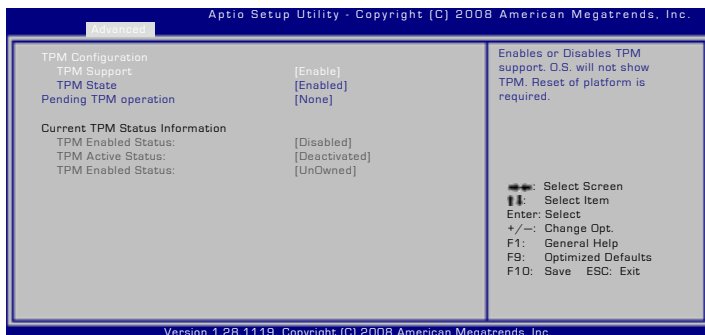 Aptio Setup Utility - Copyright (C) 2008 American Megatrends, Inc.
Advanced
TPM Configuration
TPM Support [Enable]
TPM State [Enabled]
Pending TPM operation [None]
Current TPM Status Information
TPM Enabled Status: [Disabled]
TPM Active Status: [Deactivated]
TPM Enabled Status: [UnOwned]
Enables or Disables TPM
support. O.S. will not show
TPM. Reset of platform is
required.
→←: Select Screen
↑↓: Select Item
Enter: Select
+/—: Change Opt.
F1: General Help
F9: Optimized Defaults
F10: Save ESC: Exit
Version 1.28.1119. Copyright (C) 2008 American Megatrends, Inc.